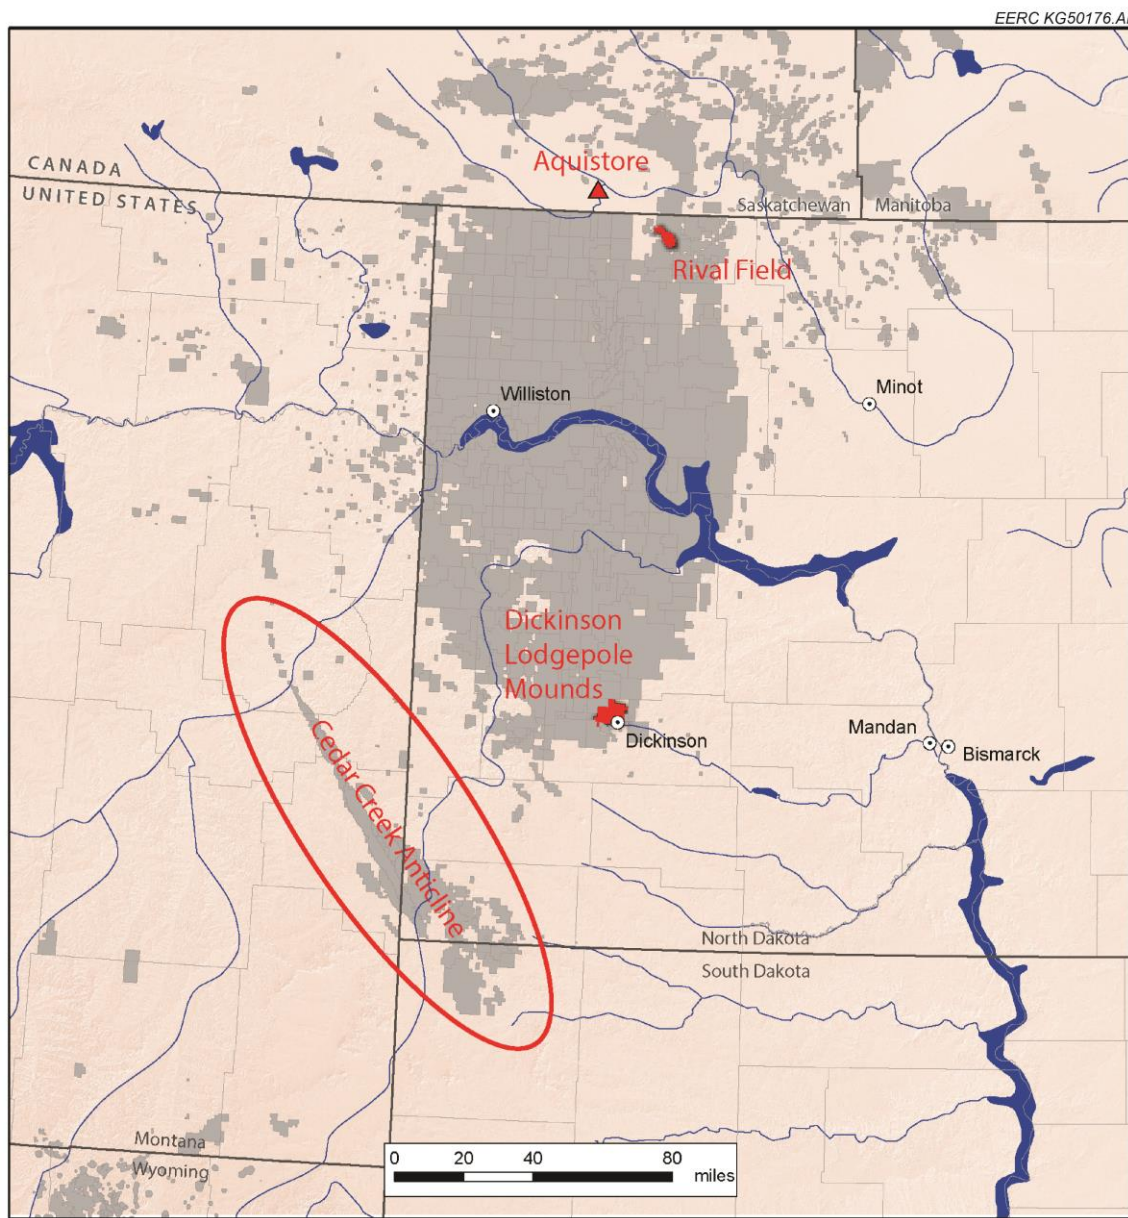 EERC KG50176.AI
CANADA
UNITED STATES
Aquistore
Saskatchewan
Manitoba
Rival Field
Williston
Minot
Dickinson
Lodgepole
Mounds
Dickinson
Mandan
Bismarck
Cedar Creek Anticline
North Dakota
South Dakota
Montana
Wyoming
0 20 40 80
miles